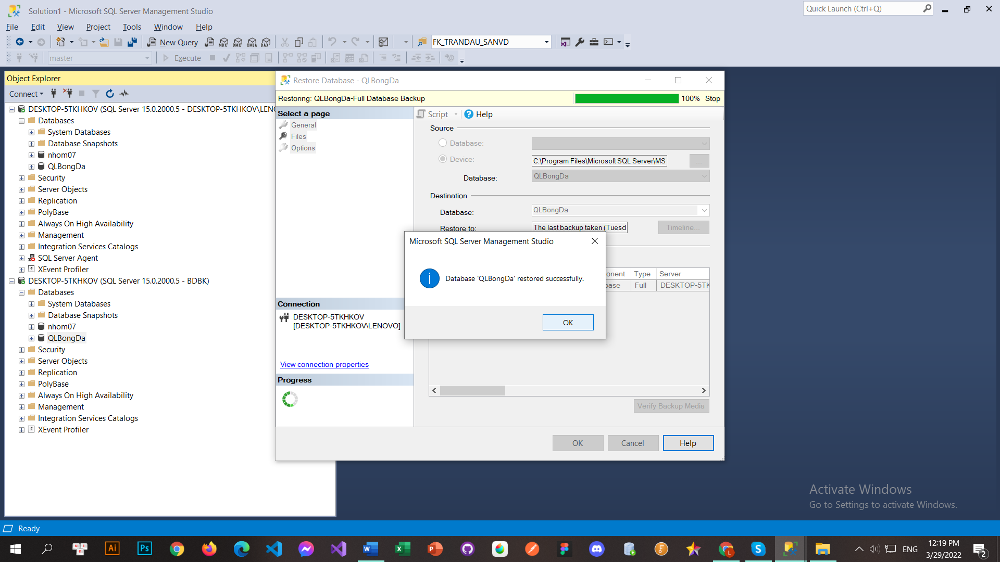 Solution1 - Microsoft SQL Server Management Studio
Quick Launch (Ctrl+Q)
File Edit View Project Tools Window Help
New Query MDX DMX XMLA DAX FK_TRANDAU_SANVD
master Execute
Object Explorer
Connect
DESKTOP-5TKHKOV (SQL Server 15.0.2000.5 - DESKTOP-5TKHKOV\LENO
Databases
System Databases
Database Snapshots
nhom07
QLBongDa
Security
Server Objects
Replication
PolyBase
Always On High Availability
Management
Integration Services Catalogs
SQL Server Agent
XEvent Profiler
DESKTOP-5TKHKOV (SQL Server 15.0.2000.5 - BDBK)
Databases
System Databases
Database Snapshots
nhom07
QLBongDa
Security
Server Objects
Replication
PolyBase
Always On High Availability
Management
Integration Services Catalogs
XEvent Profiler
Restore Database - QLBongDa
Restoring: QLBongDa-Full Database Backup 100% Stop
Select a page
General
Files
Options
Connection
DESKTOP-5TKHKOV
[DESKTOP-5TKHKOV\LENOVO]
View connection properties
Progress
Script Help
Source
Database:
Device: C:\Program Files\Microsoft SQL Server\MS ...
Database: QLBongDa
Destination
Database: QLBongDa
Restore to: The last backup taken (Tuesd Timeline...
onent Type Server
base Full DESKTOP-5TK
Verify Backup Media
OK Cancel Help
Microsoft SQL Server Management Studio
Database 'QLBongDa' restored successfully.
OK
Activate Windows
Go to Settings to activate Windows.
Ready
Ai Ps L ENG 12:19 PM
3/29/2022 2